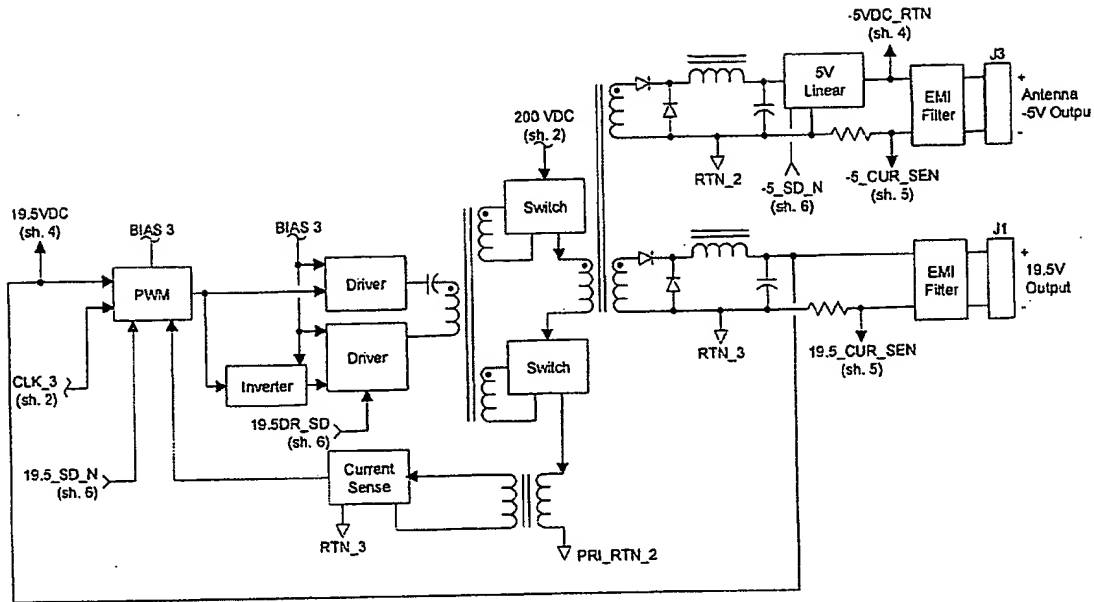 -5VDC_RTN
(sh. 4)
J3
5V
Linear
EMI
Filter
+
Antenna
-5V Outpu
-
200 VDC
(sh. 2)
RTN_2
-5_SD_N
(sh. 6)
-5_CUR_SEN
(sh. 5)
Switch
19.5VDC
(sh. 4)
BIAS 3
BIAS 3
J1
PWM
Driver
EMI
Filter
+
19.5V
Output
-
Driver
RTN_3
19.5_CUR_SEN
(sh. 5)
Switch
CLK_3
(sh. 2)
Inverter
19.5DR_SD
(sh. 6)
19.5_SD_N
(sh. 6)
Current
Sense
RTN_3
PRI_RTN_2